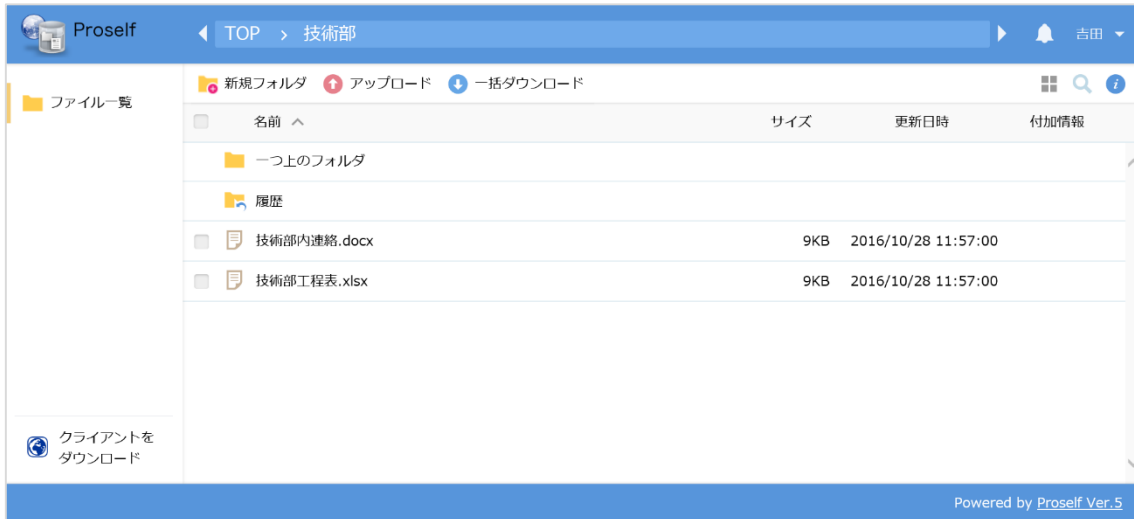 Proself
TOP > 技術部
吉田
ファイル一覧
新規フォルダ アップロード 一括ダウンロード
名前 サイズ 更新日時 付加情報
一つ上のフォルダ
履歴
技術部内連絡.docx 9KB 2016/10/28 11:57:00
技術部工程表.xlsx 9KB 2016/10/28 11:57:00
クライアントを
ダウンロード
Powered by Proself Ver.5